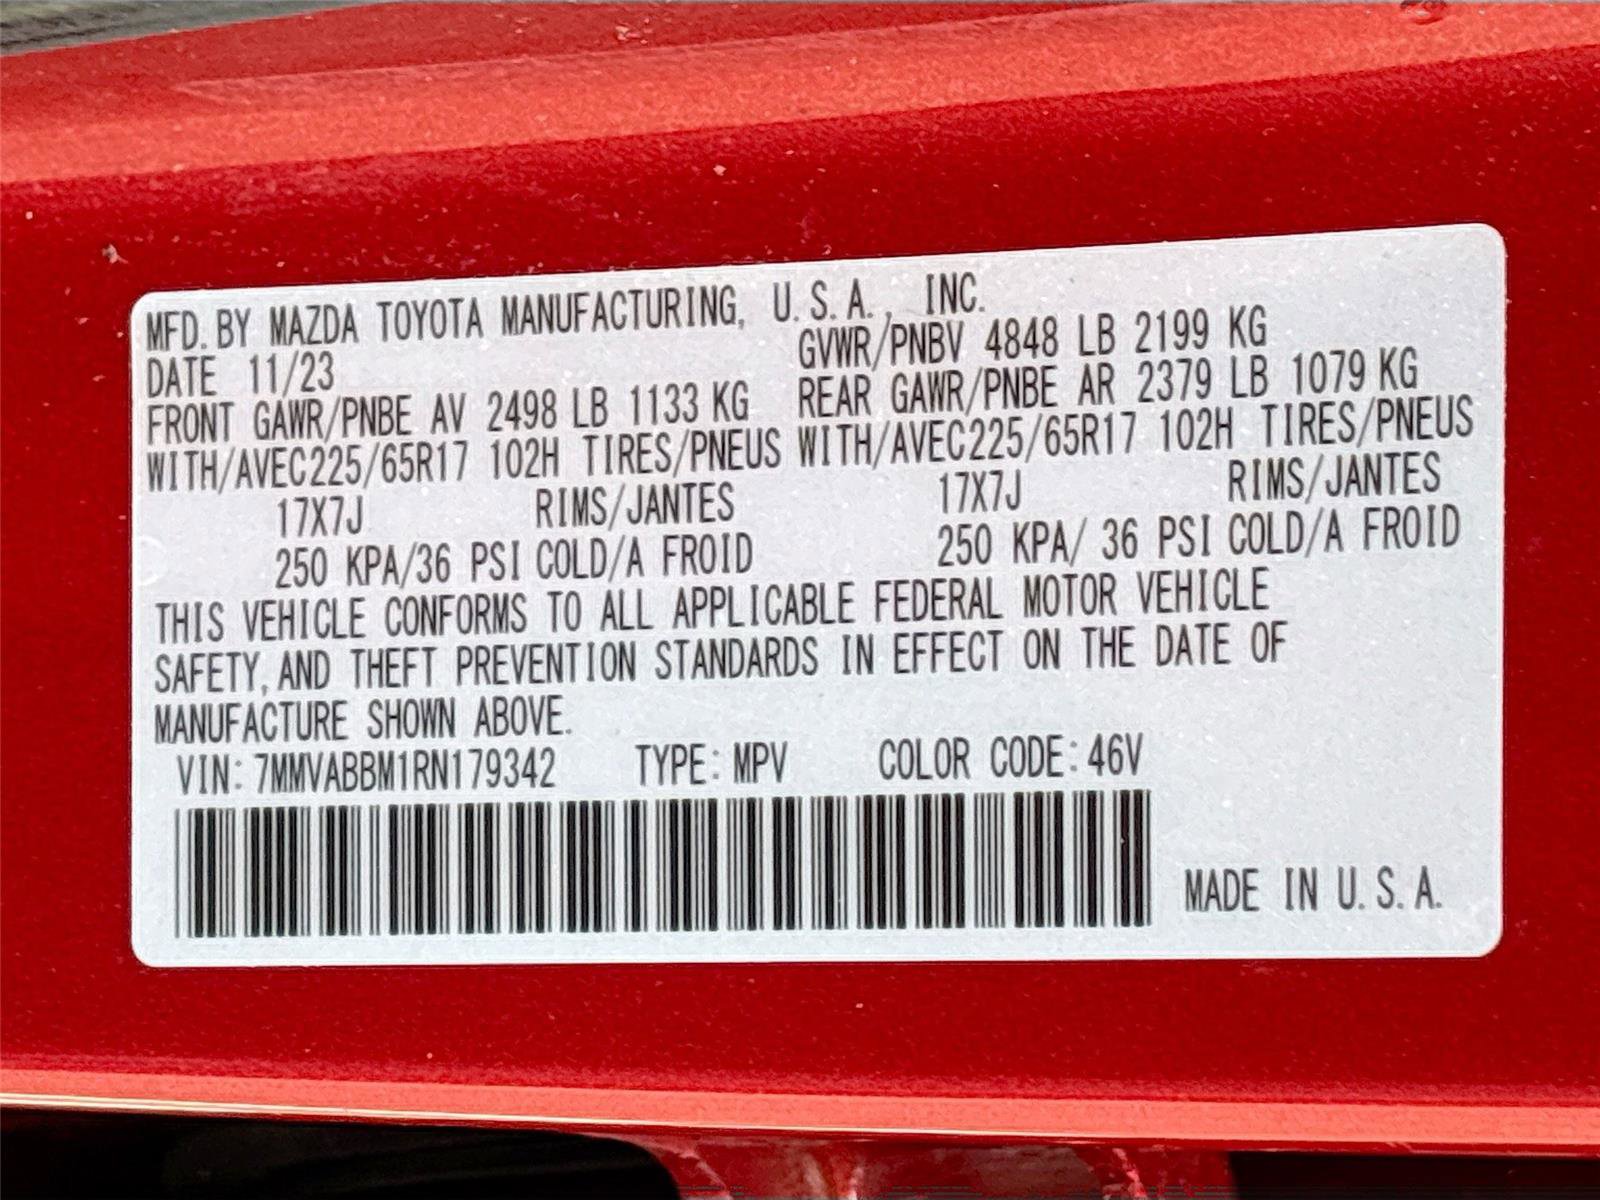 MFD. BY MAZDA TOYOTA MANUFACTURING, U.S.A., INC.
DATE 11/23 GVWR/PNBV 4848 LB 2199 KG
FRONT GAWR/PNBE AV 2498 LB 1133 KG REAR GAWR/PNBE AR 2379 LB 1079 KG
WITH/AVEC225/65R17 102H TIRES/PNEUS WITH/AVEC225/65R17 102H TIRES/PNEUS
17X7J RIMS/JANTES 17X7J RIMS/JANTES
250 KPA/36 PSI COLD/A FROID 250 KPA/ 36 PSI COLD/A FROID
THIS VEHICLE CONFORMS TO ALL APPLICABLE FEDERAL MOTOR VEHICLE
SAFETY, AND THEFT PREVENTION STANDARDS IN EFFECT ON THE DATE OF
MANUFACTURE SHOWN ABOVE.
VIN: 7MMVABBM1RN179342 TYPE: MPV COLOR CODE: 46V
MADE IN U.S.A.